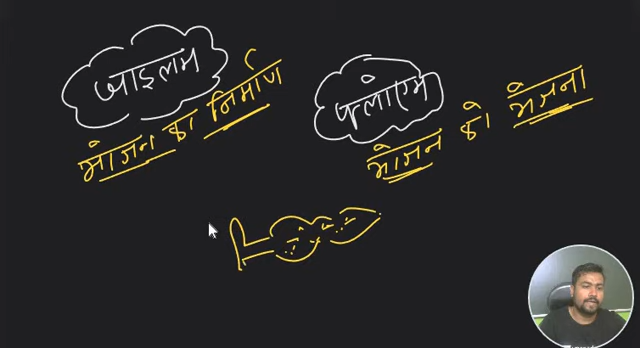 जाइलम
भोजन का निर्माण
फ्लोएम
भोजन को भेजना